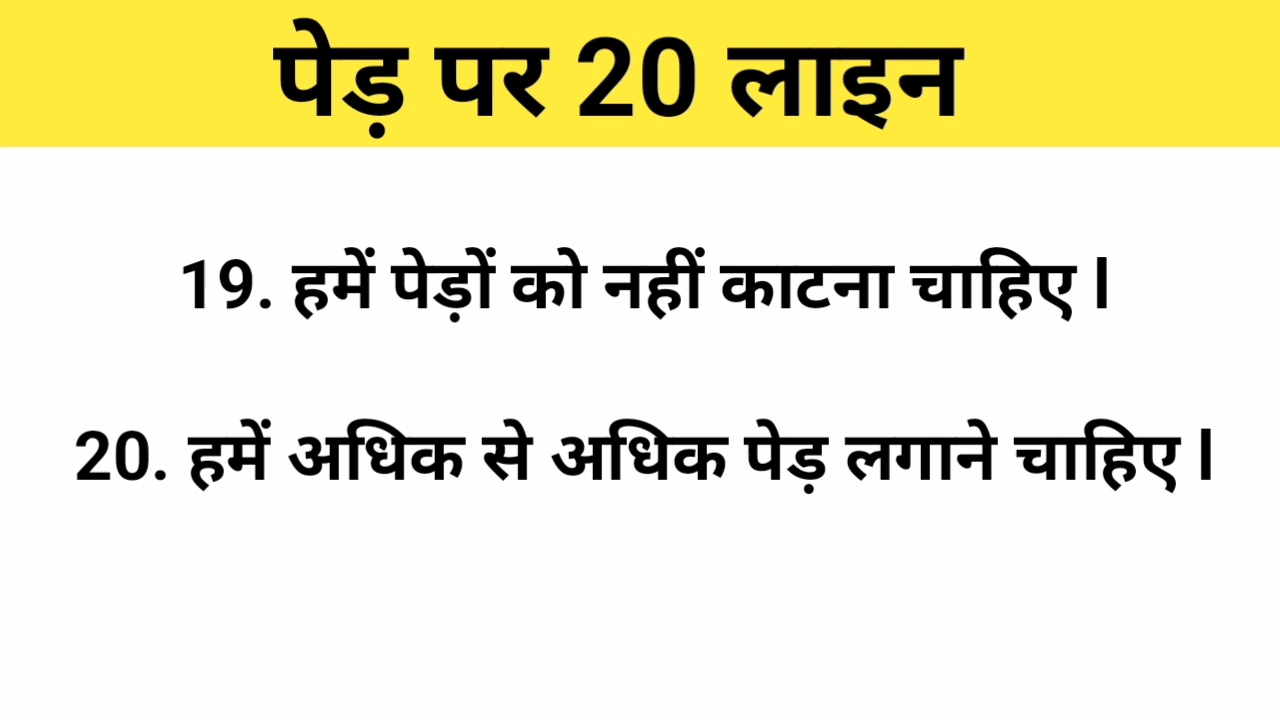 पेड़ पर 20 लाइन
19. हमें पेड़ों को नहीं काटना चाहिए l
20. हमें अधिक से अधिक पेड़ लगाने चाहिए l